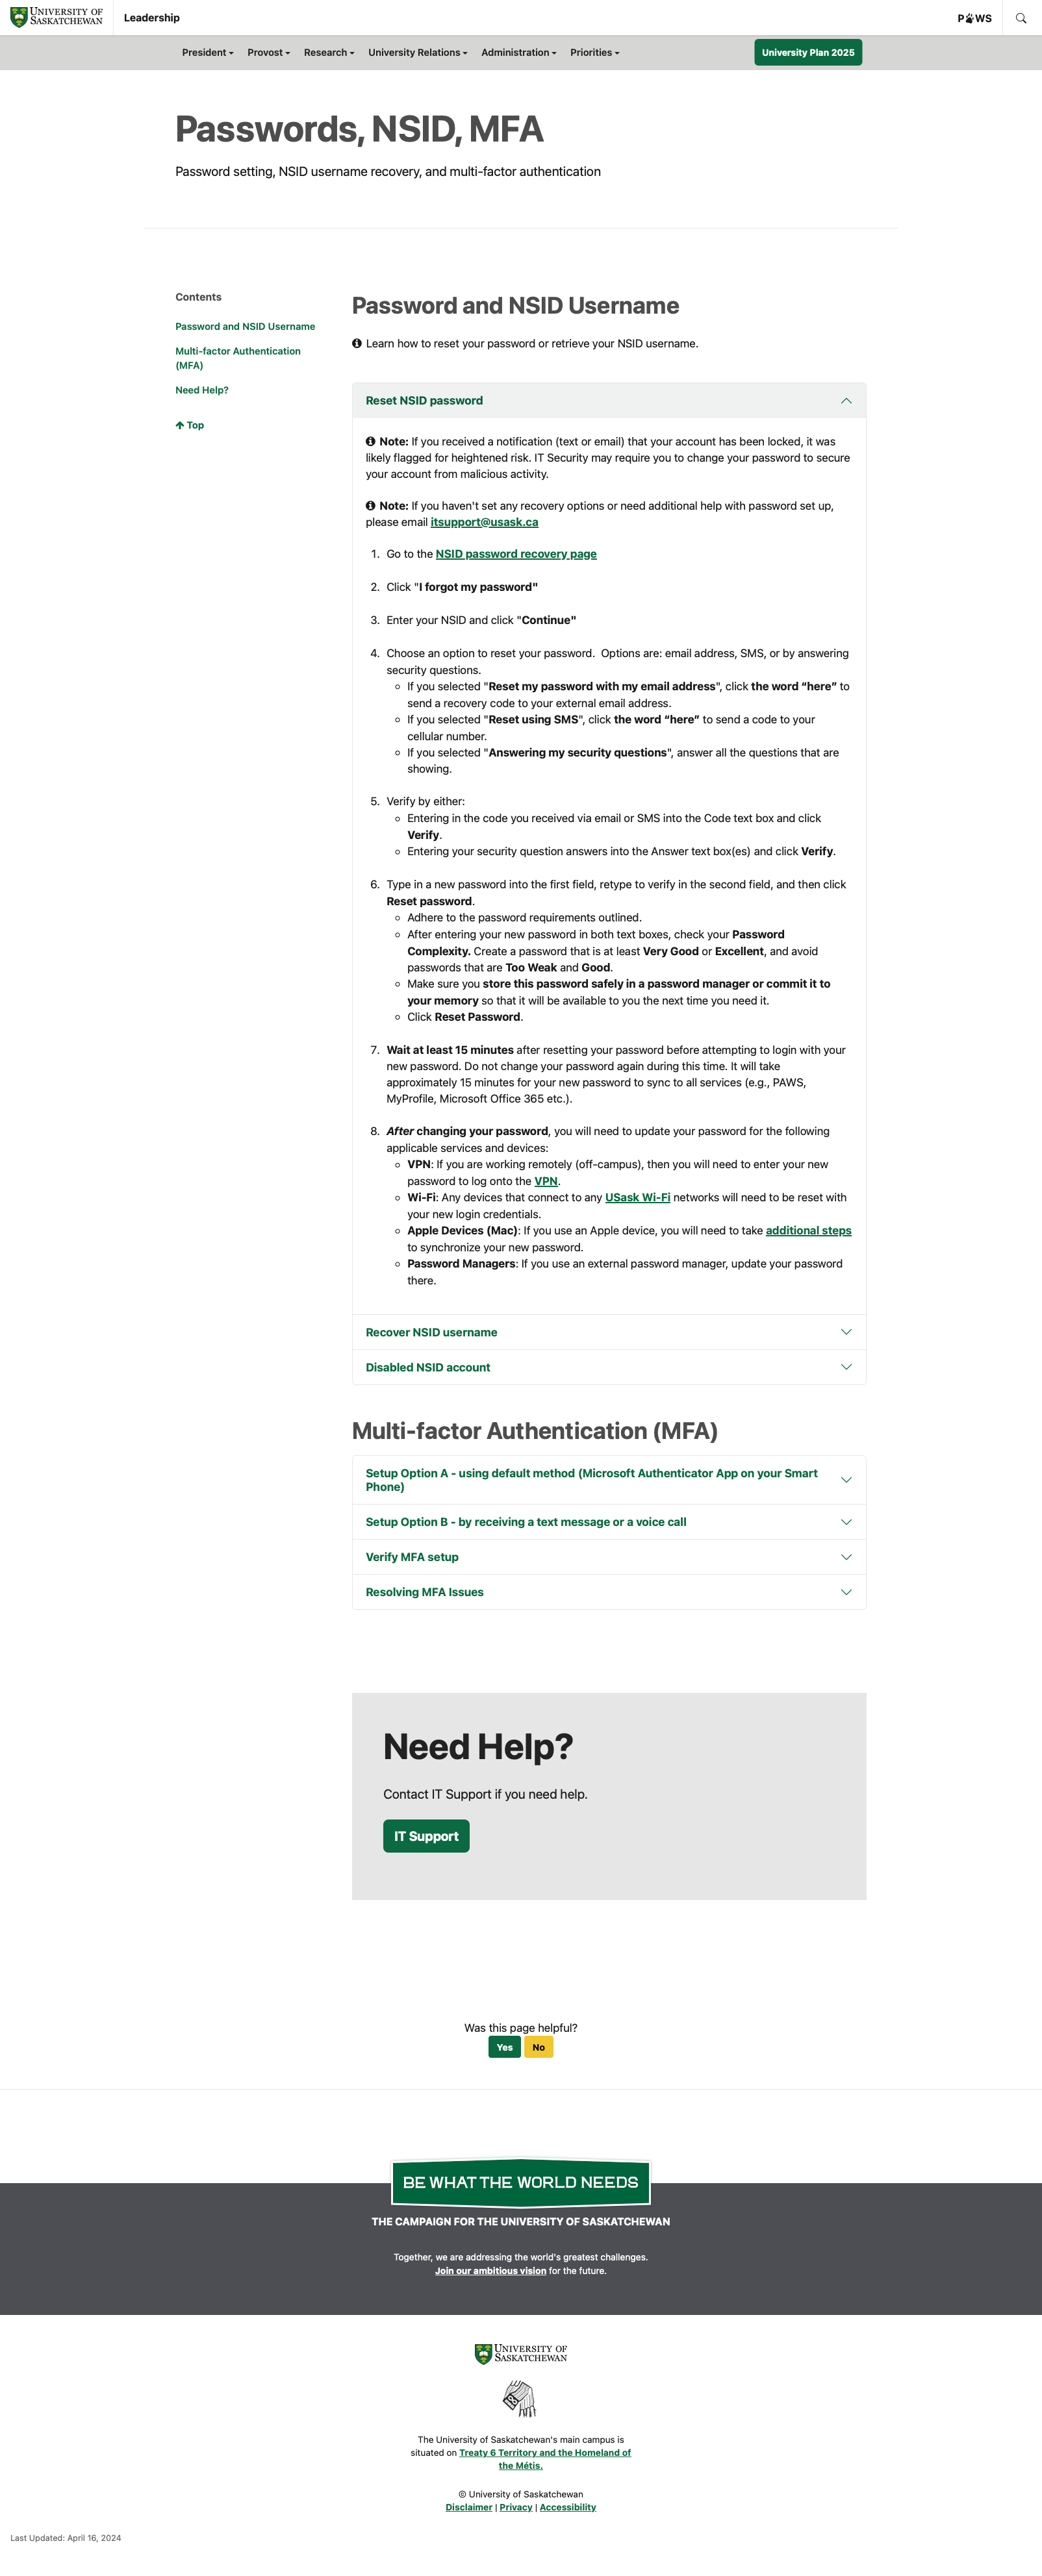 UNIVERSITY OF
SASKATCHEWAN
Leadership
PAWS
President
Provost
Research
University Relations
Administration
Priorities
University Plan 2025
Passwords, NSID, MFA
Password setting, NSID username recovery, and multi-factor authentication
Contents
Password and NSID Username
Multi-factor Authentication
(MFA)
Need Help?
Top
Password and NSID Username
Learn how to reset your password or retrieve your NSID username.
Reset NSID password
Note: If you received a notification (text or email) that your account has been locked, it was
likely flagged for heightened risk. IT Security may require you to change your password to secure
your account from malicious activity.
Note: If you haven't set any recovery options or need additional help with password set up,
please email itsupport@usask.ca
1. Go to the NSID password recovery page
2. Click "I forgot my password"
3. Enter your NSID and click "Continue"
4. Choose an option to reset your password.  Options are: email address, SMS, or by answering
security questions.
If you selected "Reset my password with my email address", click the word “here” to
send a recovery code to your external email address.
If you selected "Reset using SMS", click the word “here” to send a code to your
cellular number.
If you selected "Answering my security questions", answer all the questions that are
showing.
5. Verify by either:
Entering in the code you received via email or SMS into the Code text box and click
Verify.
Entering your security question answers into the Answer text box(es) and click Verify.
6. Type in a new password into the first field, retype to verify in the second field, and then click
Reset password.
Adhere to the password requirements outlined.
After entering your new password in both text boxes, check your Password
Complexity. Create a password that is at least Very Good or Excellent, and avoid
passwords that are Too Weak and Good.
Make sure you store this password safely in a password manager or commit it to
your memory so that it will be available to you the next time you need it.
Click Reset Password.
7. Wait at least 15 minutes after resetting your password before attempting to login with your
new password. Do not change your password again during this time. It will take
approximately 15 minutes for your new password to sync to all services (e.g., PAWS,
MyProfile, Microsoft Office 365 etc.).
8. After changing your password, you will need to update your password for the following
applicable services and devices:
VPN: If you are working remotely (off-campus), then you will need to enter your new
password to log onto the VPN.
Wi-Fi: Any devices that connect to any USask Wi-Fi networks will need to be reset with
your new login credentials.
Apple Devices (Mac): If you use an Apple device, you will need to take additional steps
to synchronize your new password.
Password Managers: If you use an external password manager, update your password
there.
Recover NSID username
Disabled NSID account
Multi-factor Authentication (MFA)
Setup Option A - using default method (Microsoft Authenticator App on your Smart
Phone)
Setup Option B - by receiving a text message or a voice call
Verify MFA setup
Resolving MFA Issues
Need Help?
Contact IT Support if you need help.
IT Support
Was this page helpful?
Yes
No
BE WHAT THE WORLD NEEDS
THE CAMPAIGN FOR THE UNIVERSITY OF SASKATCHEWAN
Together, we are addressing the world's greatest challenges.
Join our ambitious vision for the future.
UNIVERSITY OF
SASKATCHEWAN
The University of Saskatchewan's main campus is
situated on Treaty 6 Territory and the Homeland of
the Métis.
© University of Saskatchewan
Disclaimer | Privacy | Accessibility
Last Updated: April 16, 2024